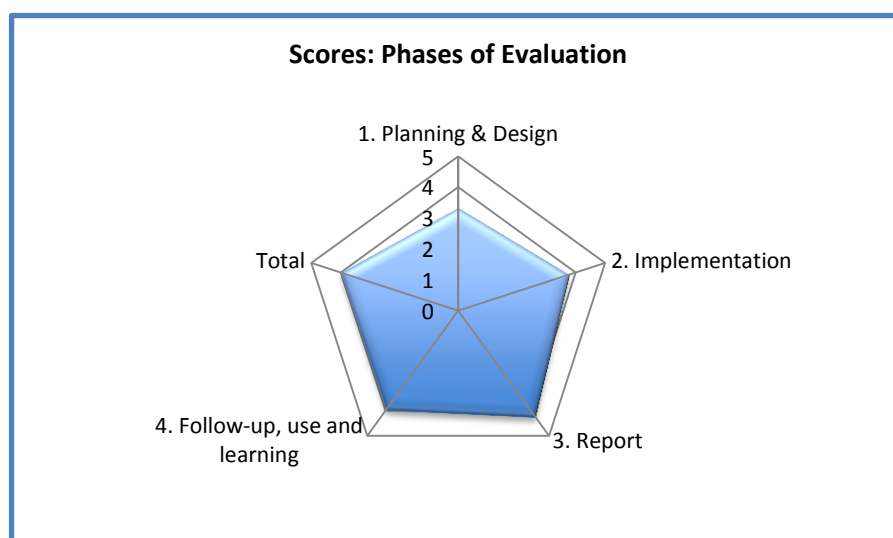 Scores: Phases of Evaluation
1. Planning & Design
5
4
3
2
1
0
Total
2. Implementation
4. Follow-up, use and
learning
3. Report